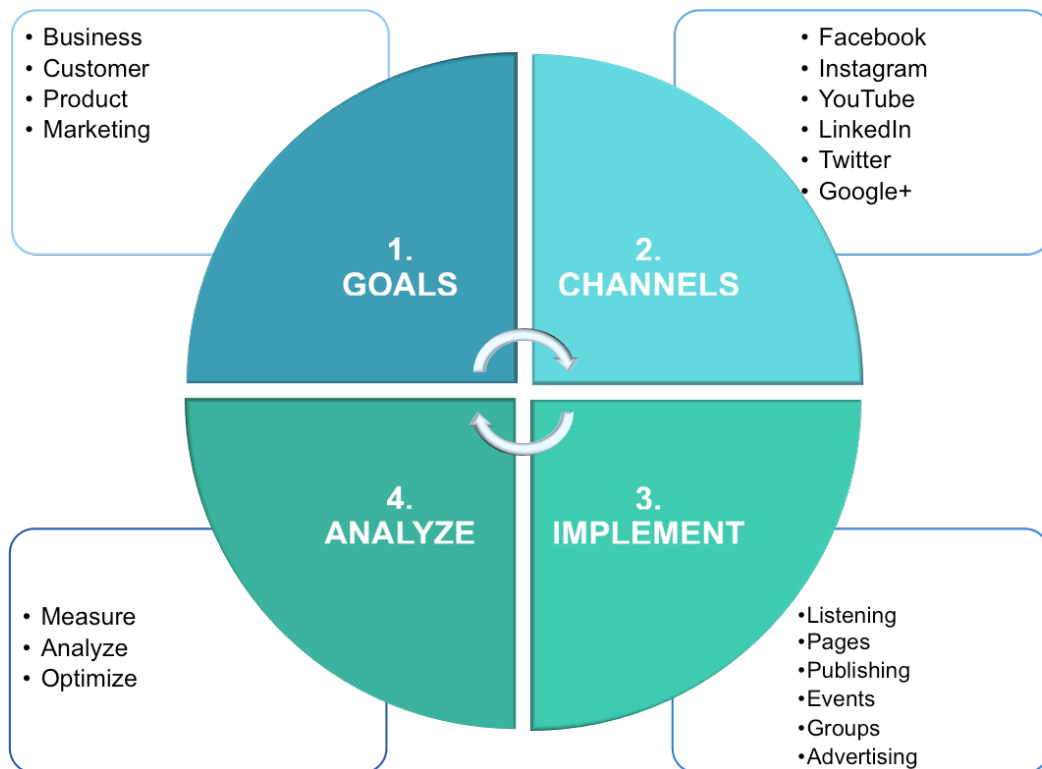 • Business
• Customer
• Product
• Marketing
• Facebook
• Instagram
• YouTube
• LinkedIn
• Twitter
• Google+
1.
GOALS
2.
CHANNELS
4.
ANALYZE
3.
IMPLEMENT
• Measure
• Analyze
• Optimize
•Listening
•Pages
•Publishing
•Events
•Groups
•Advertising